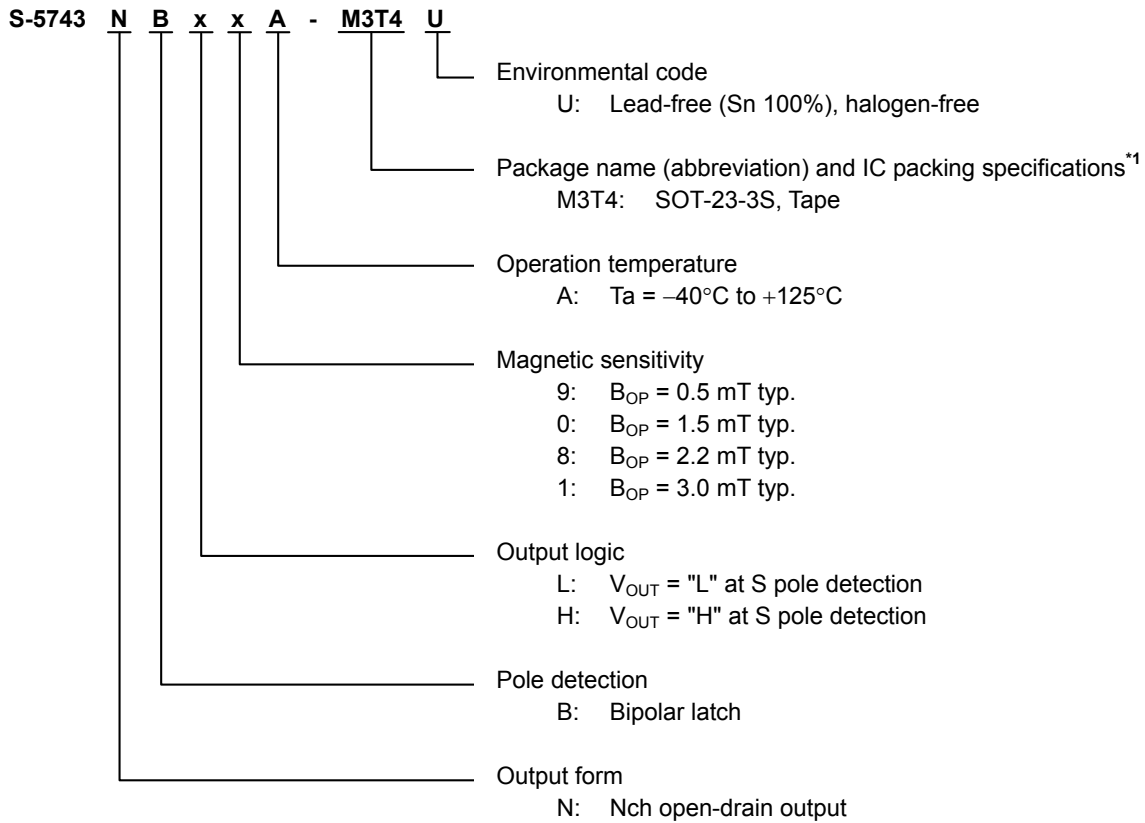 S-5743 N B x x A - M3T4 U
Environmental code
U: Lead-free (Sn 100%), halogen-free
Package name (abbreviation) and IC packing specifications*1
M3T4: SOT-23-3S, Tape
Operation temperature
A: Ta = −40°C to +125°C
Magnetic sensitivity
9: BOP = 0.5 mT typ.
0: BOP = 1.5 mT typ.
8: BOP = 2.2 mT typ.
1: BOP = 3.0 mT typ.
Output logic
L: VOUT = "L" at S pole detection
H: VOUT = "H" at S pole detection
Pole detection
B: Bipolar latch
Output form
N: Nch open-drain output